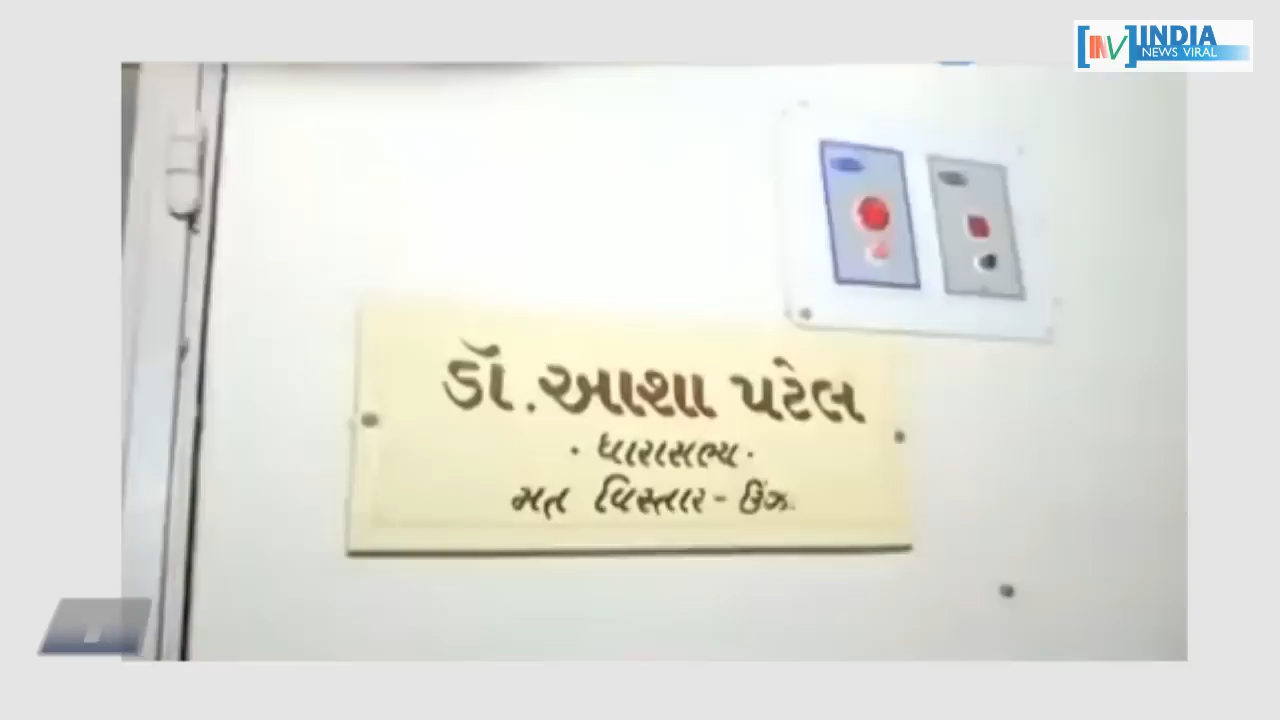 INDIA
NEWS VIRAL
ડૉ. આશા પટેલ
· ધારાસભ્ય ·
મત વિસ્તાર - ઊંઝા.